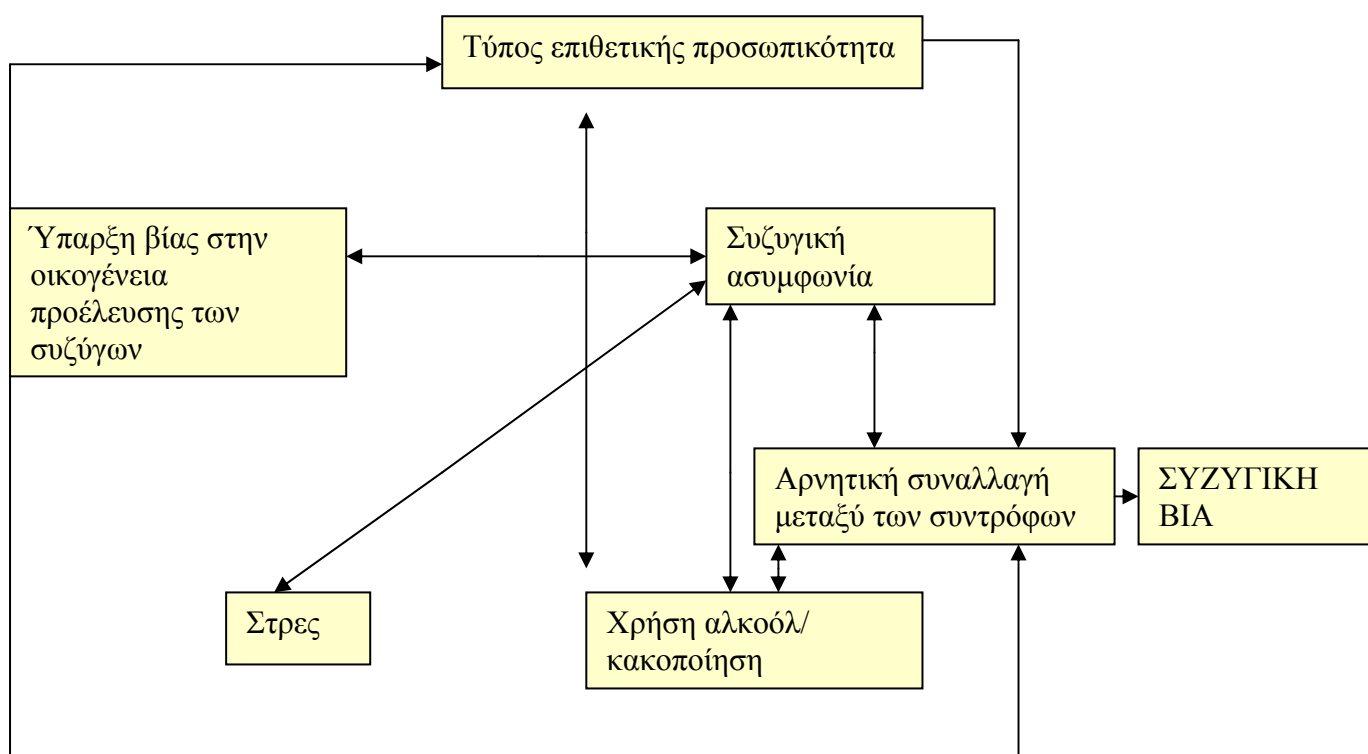 Τύπος επιθετικής προσωπικότητα
Ύπαρξη βίας στην
οικογένεια
προέλευσης των
συζύγων
Συζυγική
ασυμφωνία
Αρνητική συναλλαγή
μεταξύ των συντρόφων
ΣΥΖΥΓΙΚΗ
ΒΙΑ
Στρες
Χρήση αλκοόλ/
κακοποίηση